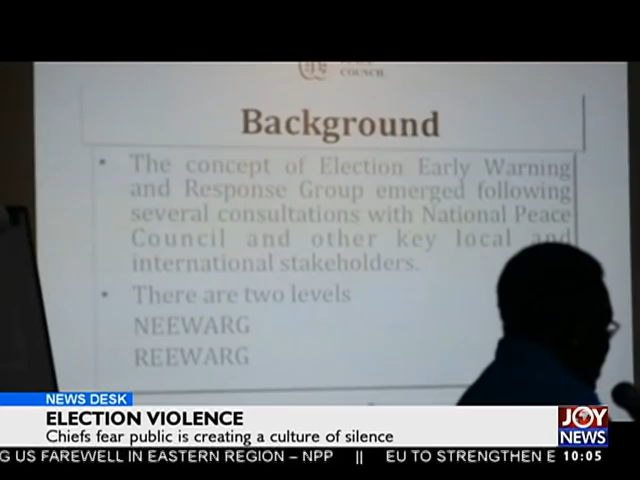 COUNCIL
Background
• The concept of Election Early Warning
and Response Group emerged following
several consultations with National Peace
Council and other key local and
international stakeholders.
• There are two levels
NEEWARG
REEWARG
NEWS DESK
ELECTION VIOLENCE
Chiefs fear public is creating a culture of silence
JOY
NEWS
G US FAREWELL IN EASTERN REGION – NPP || EU TO STRENGTHEN E 10:05